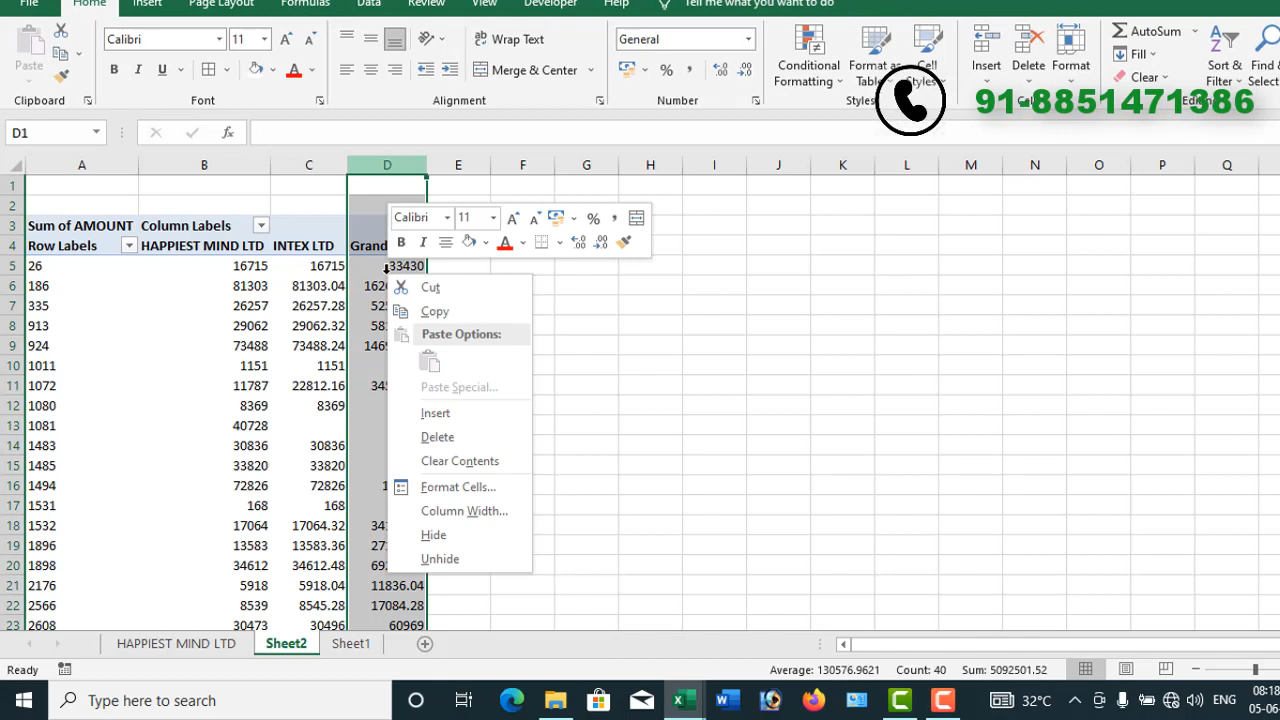 File Home Insert Page Layout Formulas Data Review View Developer Help Tell me what you want to do
Paste
Clipboard
Calibri 11
B I U
Font
Wrap Text
Merge & Center
Alignment
General
Number
Conditional Formatting
Format as Table
Cell Styles
Styles
Insert Delete Format
AutoSum
Fill
Clear
Sort & Filter
Find &
91-8851471386
D1
A B C D E F G H I J K L M N O P Q
1
2
3 Sum of AMOUNT Column Labels
4 Row Labels HAPPIEST MIND LTD INTEX LTD Grand
5 26 16715 16715 33430
6 186 81303 81303.04
7 335 26257 26257.28
8 913 29062 29062.32
9 924 73488 73488.24
10 1011 1151 1151
11 1072 11787 22812.16
12 1080 8369 8369
13 1081 40728
14 1483 30836 30836
15 1485 33820 33820
16 1494 72826 72826
17 1531 168 168
18 1532 17064 17064.32
19 1896 13583 13583.36
20 1898 34612 34612.48
21 2176 5918 5918.04 11836.04
22 2566 8539 8545.28 17084.28
23 2608 30473 30496 60969
Calibri 11
B I A
Cut
Copy
Paste Options:
Paste Special...
Insert
Delete
Clear Contents
Format Cells...
Column Width...
Hide
Unhide
HAPPIEST MIND LTD Sheet2 Sheet1
Ready Average: 130576.9621 Count: 40 Sum: 5092501.52
Type here to search
32°C ENG
08:18
05-06-